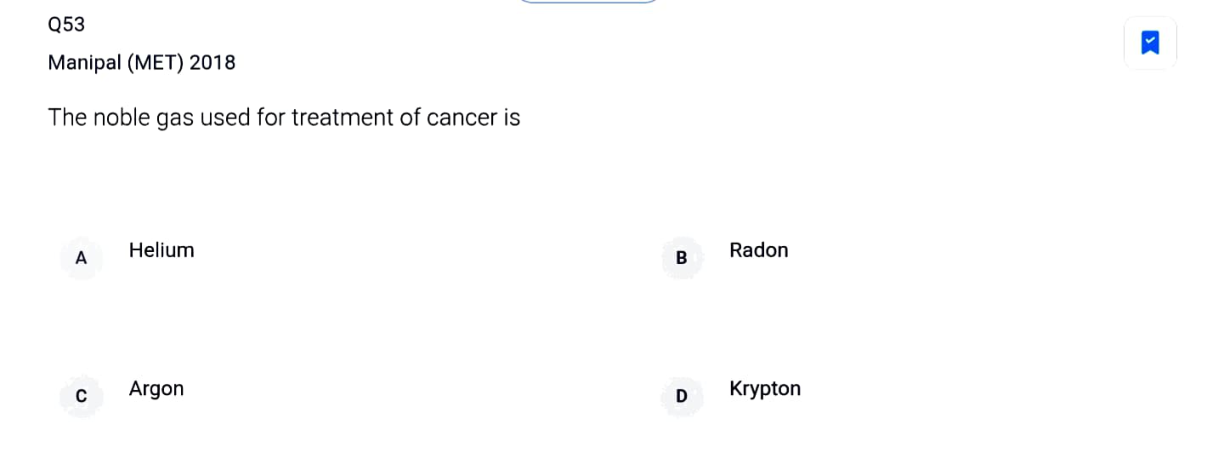 Q53
Manipal (MET) 2018
The noble gas used for treatment of cancer is
A Helium
B Radon
C Argon
D Krypton